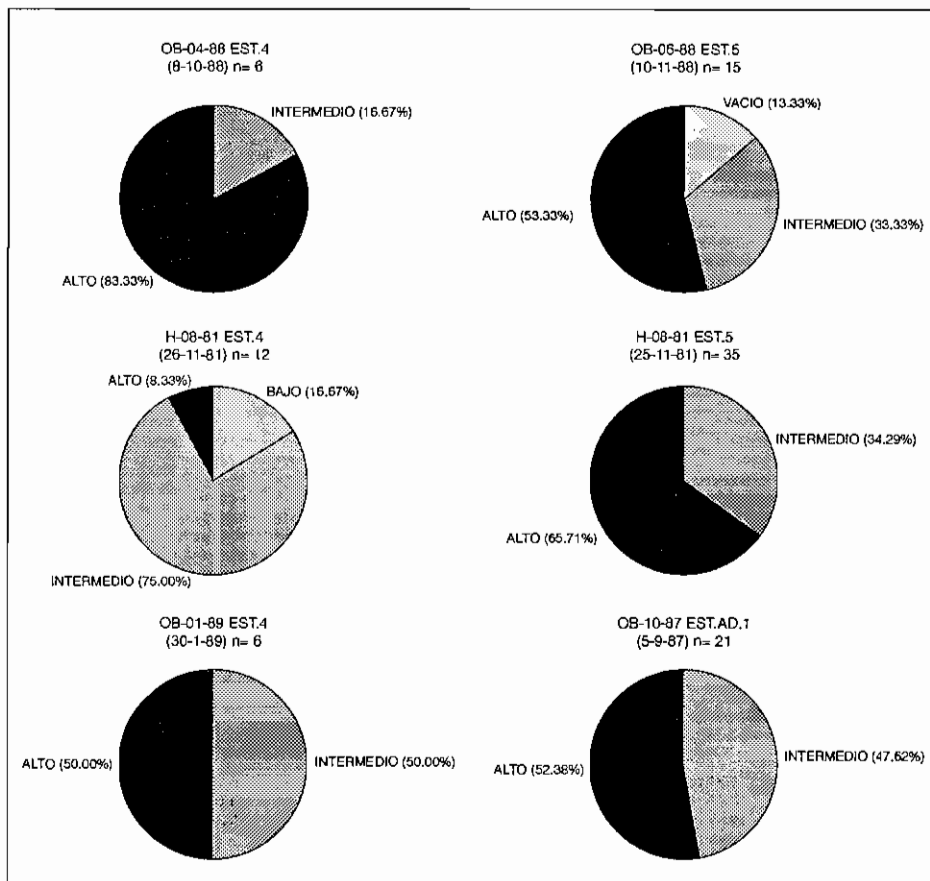 OB-04-88 EST.4
(8-10-88) n= 6
INTERMEDIO (16.67%)
ALTO (83.33%)
OB-06-88 EST.5
(10-11-88) n= 15
VACIO (13.33%)
ALTO (53.33%)
INTERMEDIO (33.33%)
H-08-81 EST.4
(26-11-81) n= 12
ALTO (8.33%)
BAJO (16.67%)
INTERMEDIO (75.00%)
H-08-81 EST.5
(25-11-81) n= 35
INTERMEDIO (34.29%)
ALTO (65.71%)
OB-01-89 EST.4
(30-1-89) n= 6
ALTO (50.00%)
INTERMEDIO (50.00%)
OB-10-87 EST.AD.1
(5-9-87) n= 21
ALTO (52.38%)
INTERMEDIO (47.62%)